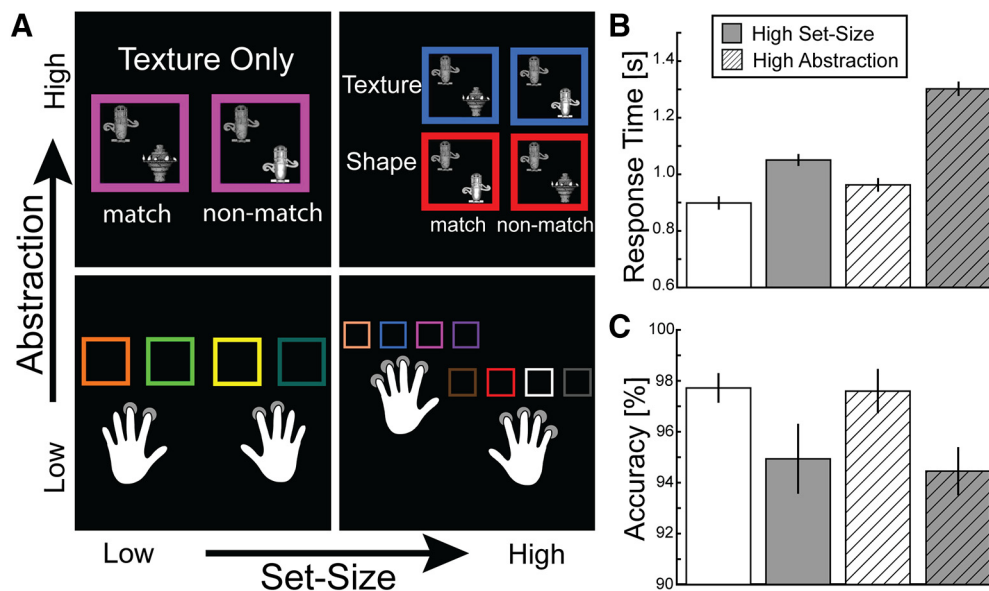 A
High
Abstraction
Low
Texture Only
match
non-match
Texture
Shape
match
non-match
Low
High
Set-Size
B
High Set-Size
High Abstraction
Response Time [s]
1.4
1.2
1.0
0.8
0.6
C
Accuracy [%]
100
98
96
94
92
90